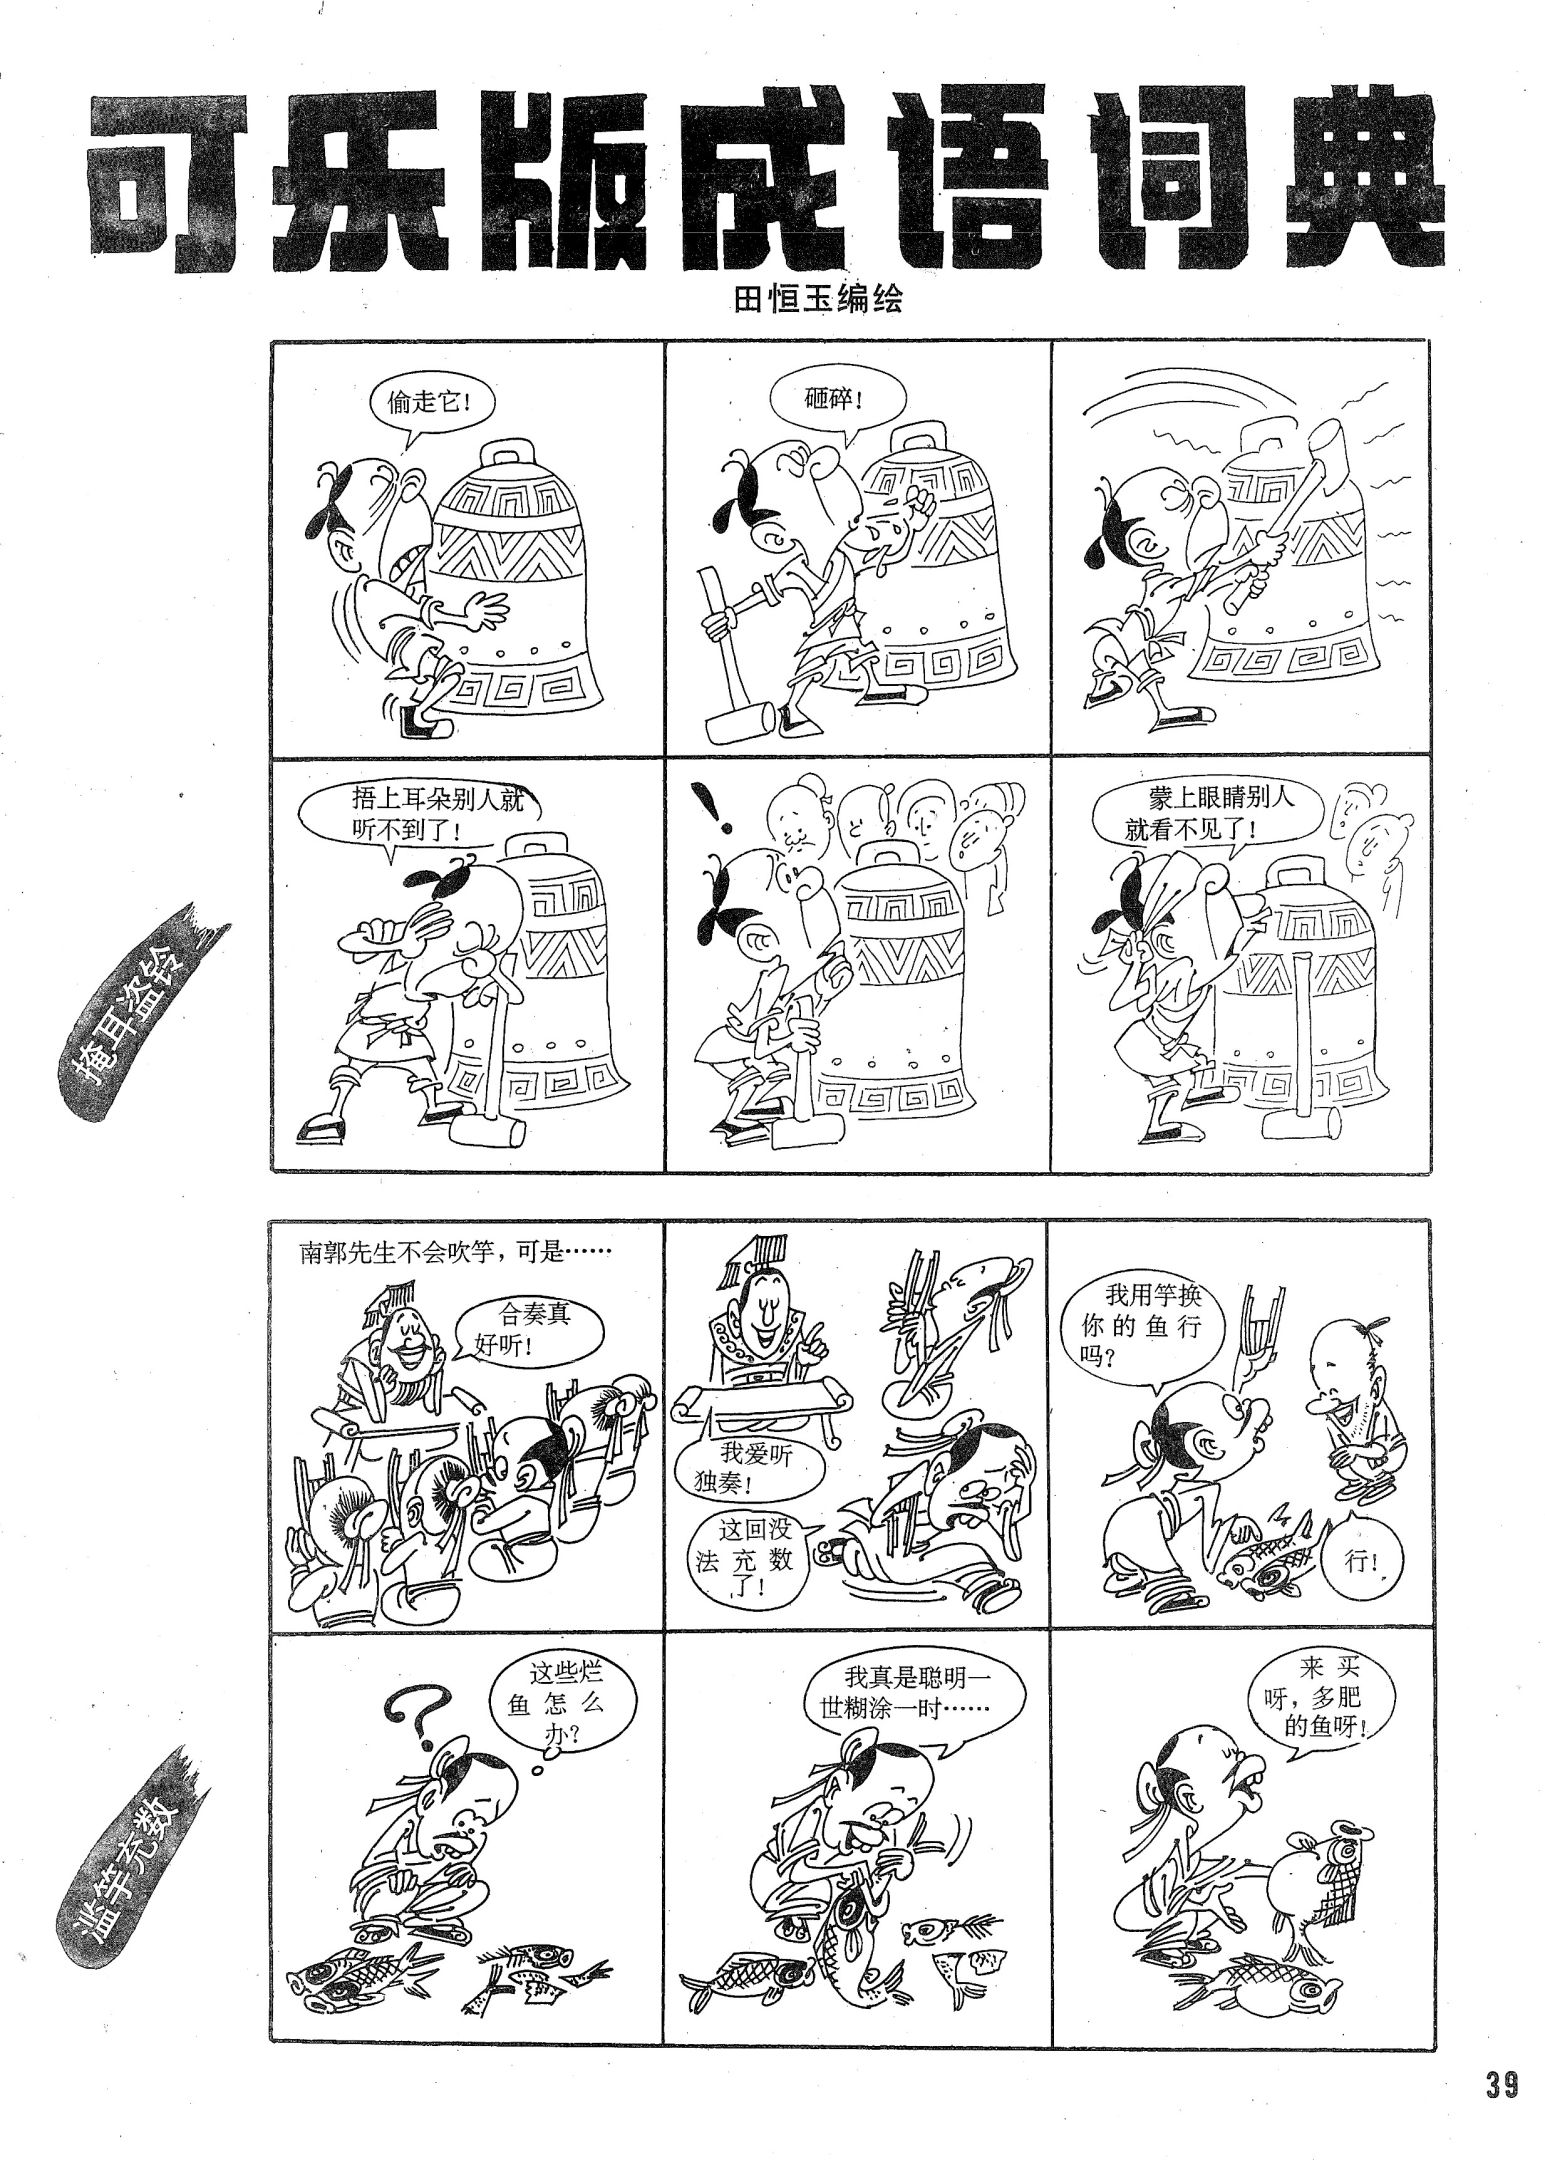 可乐版成语词典
田恒玉编绘
偷走它！
砸碎！
捂上耳朵别人就
听不到了！
！
蒙上眼睛别人
就看不见了！
掩耳盗铃
南郭先生不会吹竽，可是……
合奏真
好听！
我爱听
独奏！
这回没
法充数
了！
我用竽换
你的鱼行
吗？
行！
？
这些烂
鱼怎么
办？
我真是聪明一
世糊涂一时……
来买
呀，多肥
的鱼呀！
滥竽充数
39